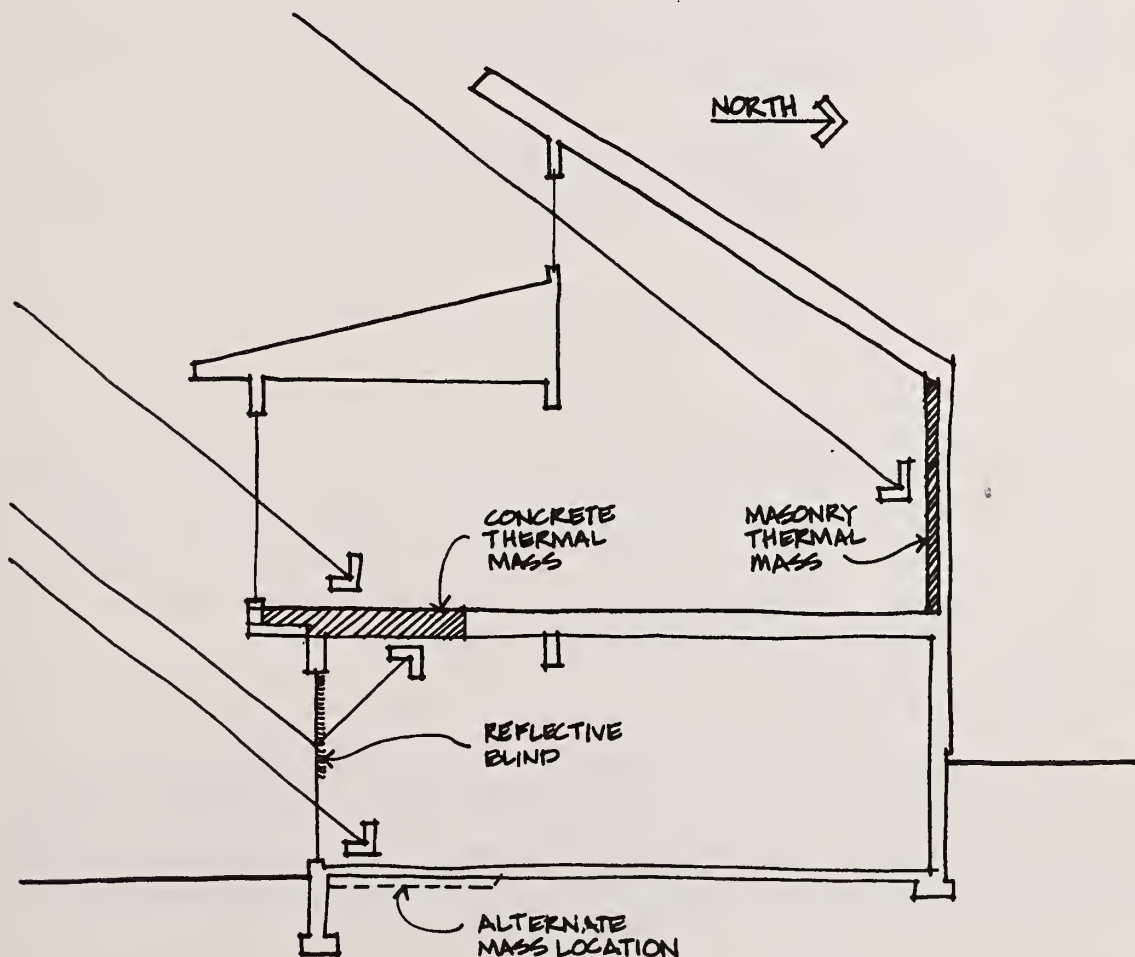 NORTH
CONCRETE
THERMAL
MASS
MASONRY
THERMAL
MASS
REFLECTIVE
BLIND
ALTERNATE
MASS LOCATION